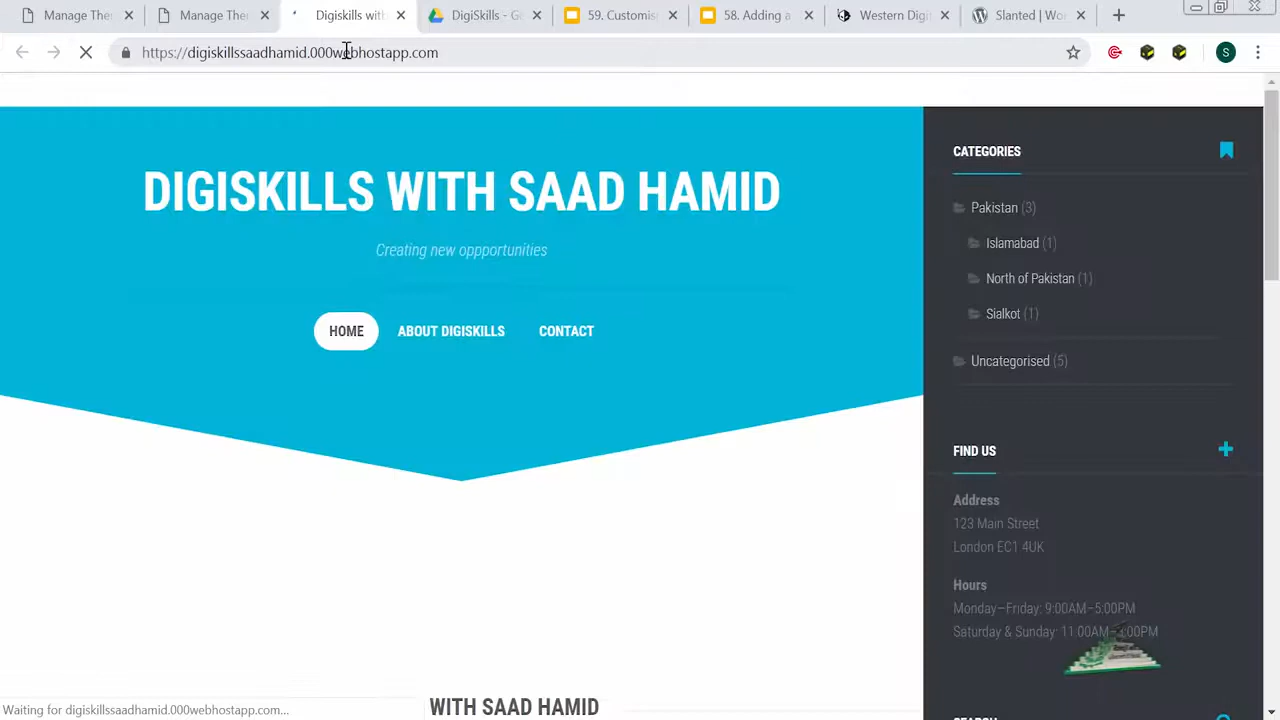 Manage The
Manage The
Digiskills with
DigiSkills - G
59. Customis
58. Adding a
Western Digi
Slanted | Wor
https://digiskillssaadhamid.000webhostapp.com
S
DIGISKILLS WITH SAAD HAMID
Creating new oppportunities
HOME
ABOUT DIGISKILLS
CONTACT
CATEGORIES
Pakistan (3)
Islamabad (1)
North of Pakistan (1)
Sialkot (1)
Uncategorised (5)
FIND US
Address
123 Main Street
London EC1 4UK
Hours
Monday–Friday: 9:00AM–5:00PM
Saturday & Sunday: 11:00AM–3:00PM
WITH SAAD HAMID
Waiting for digiskillssaadhamid.000webhostapp.com...